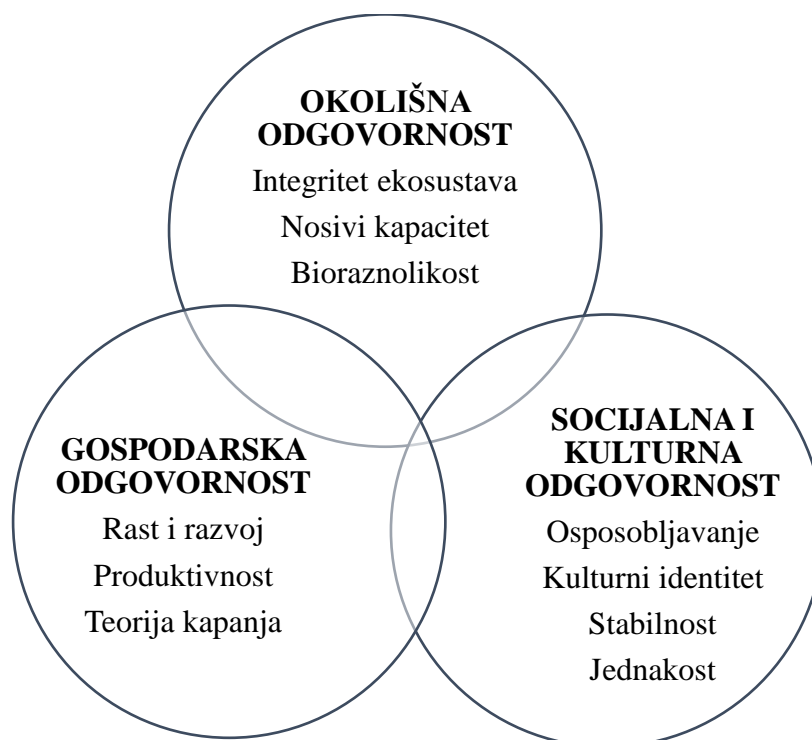 OKOLIŠNA
ODGOVORNOST
Integritet ekosustava
Nosivi kapacitet
Bioraznolikost
GOSPODARSKA
ODGOVORNOST
Rast i razvoj
Produktivnost
Teorija kapanja
SOCIJALNA I
KULTURNA
ODGOVORNOST
Osposobljavanje
Kulturni identitet
Stabilnost
Jednakost